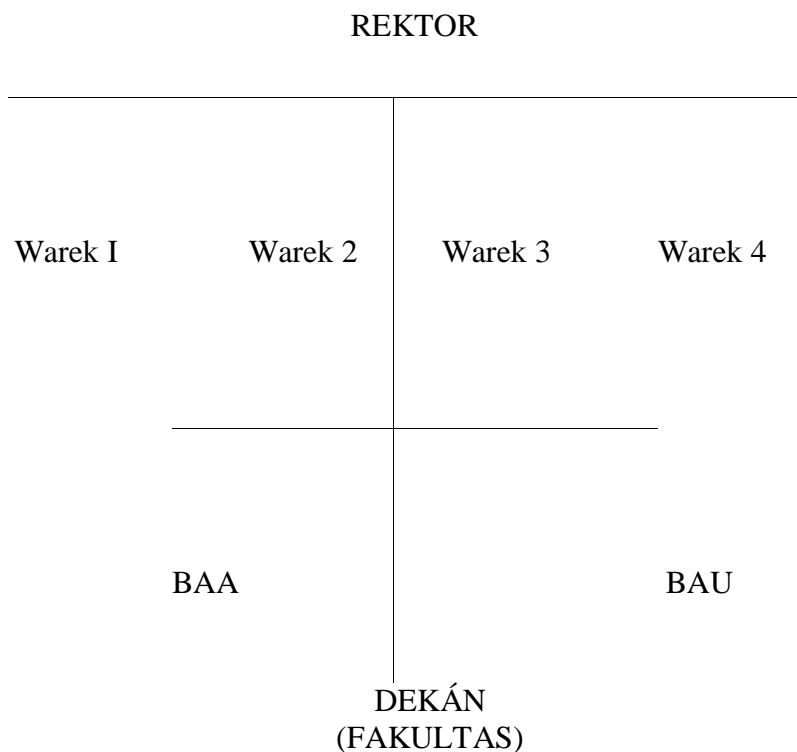 REKTOR
Warek I Warek 2 Warek 3 Warek 4
BAA BAU
DEKÁN
(FAKULTAS)